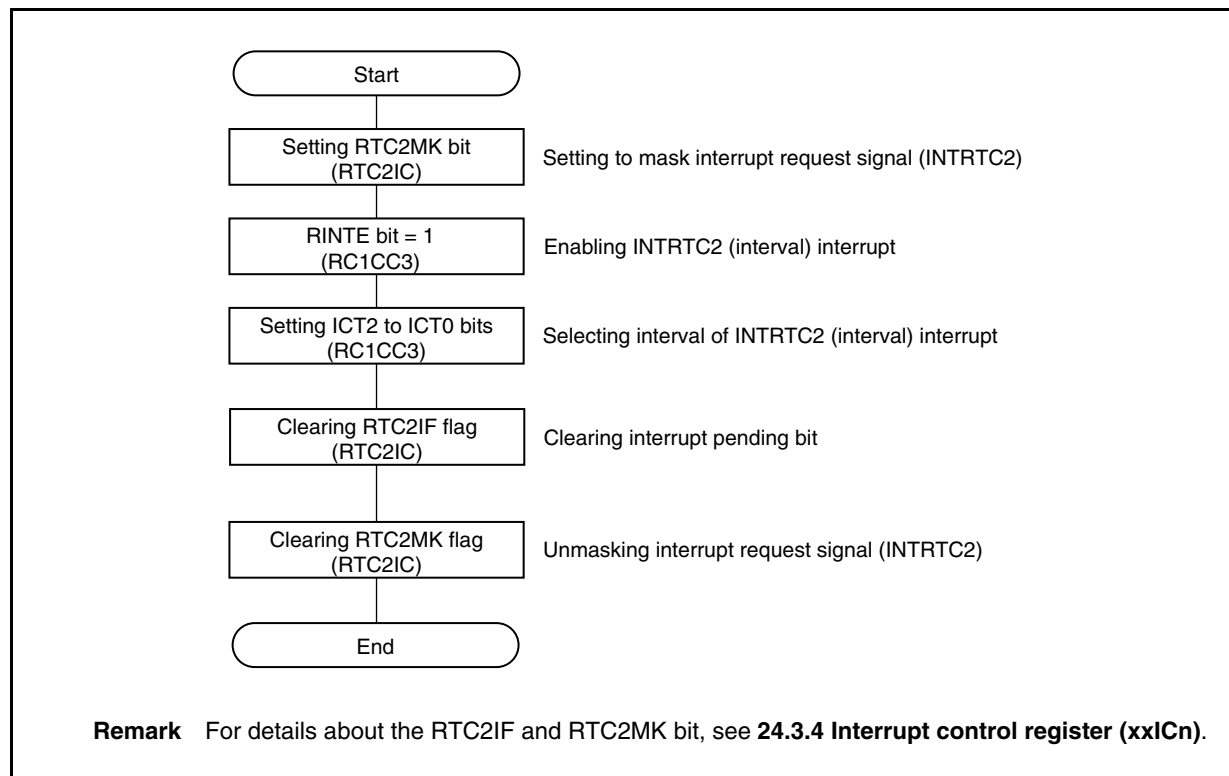 Start
Setting RTC2MK bit
(RTC2IC)
Setting to mask interrupt request signal (INTRTC2)
RINTE bit = 1
(RC1CC3)
Enabling INTRTC2 (interval) interrupt
Setting ICT2 to ICT0 bits
(RC1CC3)
Selecting interval of INTRTC2 (interval) interrupt
Clearing RTC2IF flag
(RTC2IC)
Clearing interrupt pending bit
Clearing RTC2MK flag
(RTC2IC)
Unmasking interrupt request signal (INTRTC2)
End
Remark For details about the RTC2IF and RTC2MK bit, see 24.3.4 Interrupt control register (xxICn).